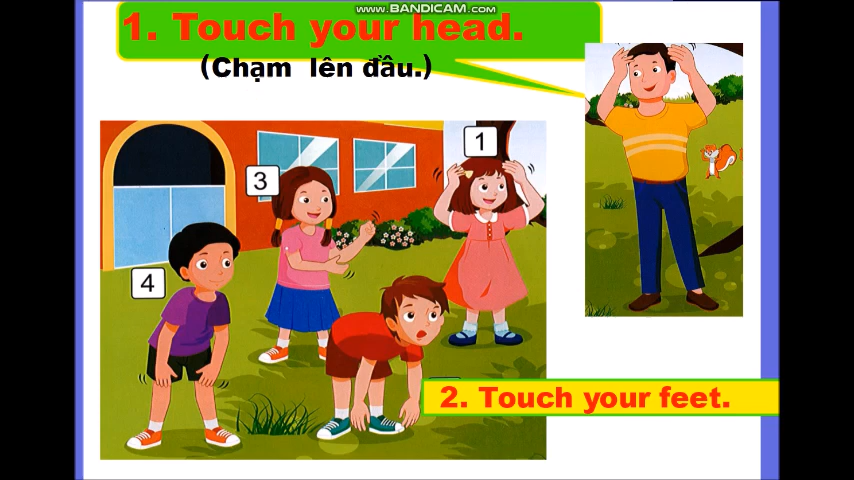 WWW.BANDICAM.COM
1. Touch your head.
(Chạm lên đầu.)
1
3
4
2. Touch your feet.